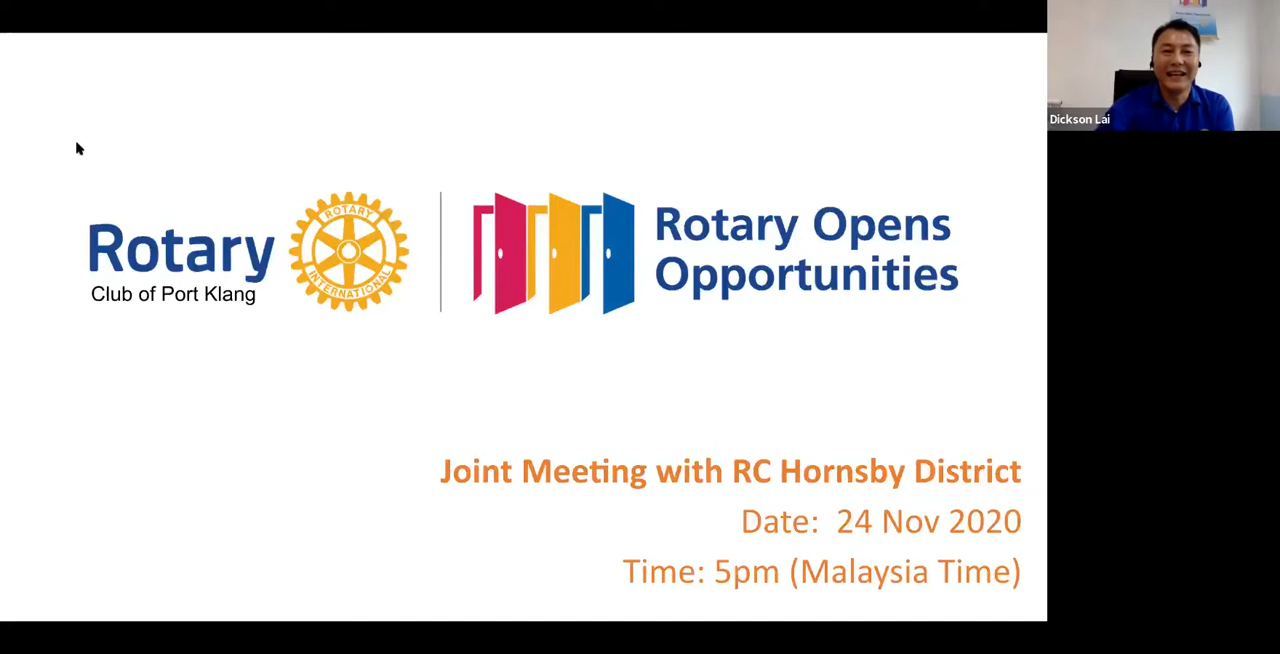 Dickson Lai
Rotary
Club of Port Klang
ROTARY
INTERNATIONAL
Rotary Opens
Opportunities
Joint Meeting with RC Hornsby District
Date: 24 Nov 2020
Time: 5pm (Malaysia Time)